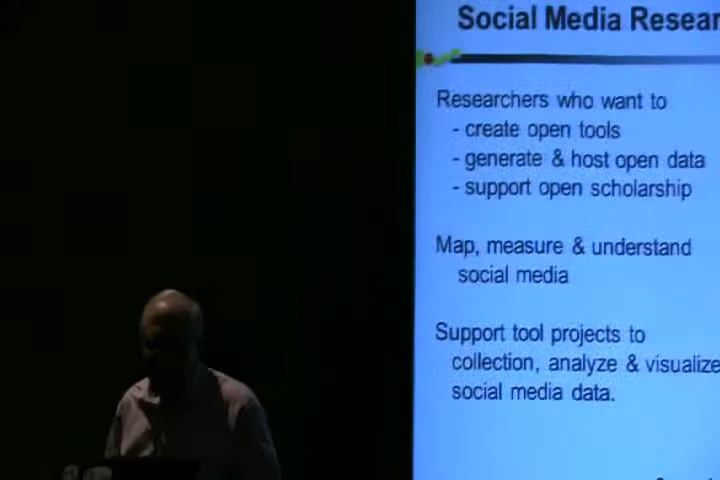 Social Media Resear
Researchers who want to
- create open tools
- generate & host open data
- support open scholarship
Map, measure & understand
social media
Support tool projects to
collection, analyze & visualize
social media data.